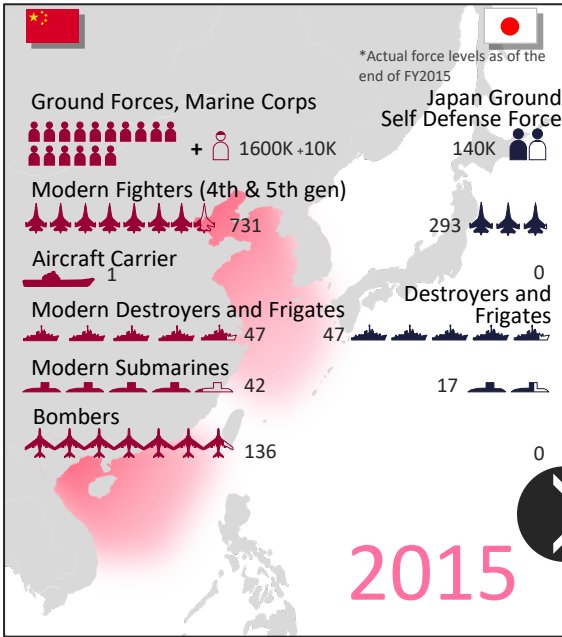 *Actual force levels as of the
end of FY2015
Ground Forces, Marine Corps
Japan Ground
Self Defense Force
+ 1600K +10K
140K
Modern Fighters (4th & 5th gen)
731
293
Aircraft Carrier
1
0
Modern Destroyers and Frigates
Destroyers and
Frigates
47
47
Modern Submarines
42
17
Bombers
136
0
2015